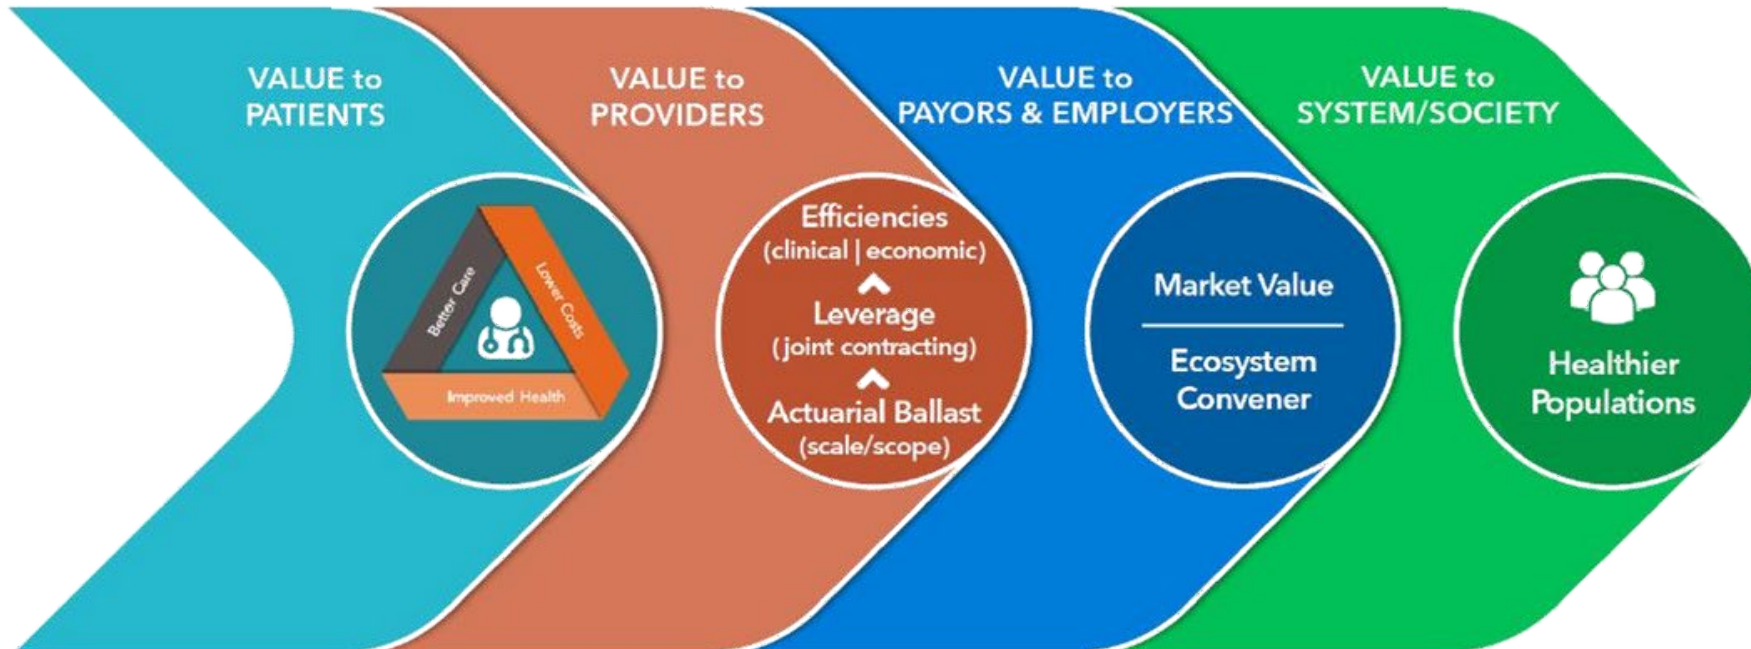 VALUE to
PATIENTS
Better Care
Lower Costs
Improved Health
VALUE to
PROVIDERS
Efficiencies
(clinical | economic)
Leverage
(joint contracting)
Actuarial Ballast
(scale/scope)
VALUE to
PAYORS & EMPLOYERS
Market Value
Ecosystem
Convener
VALUE to
SYSTEM/SOCIETY
Healthier
Populations